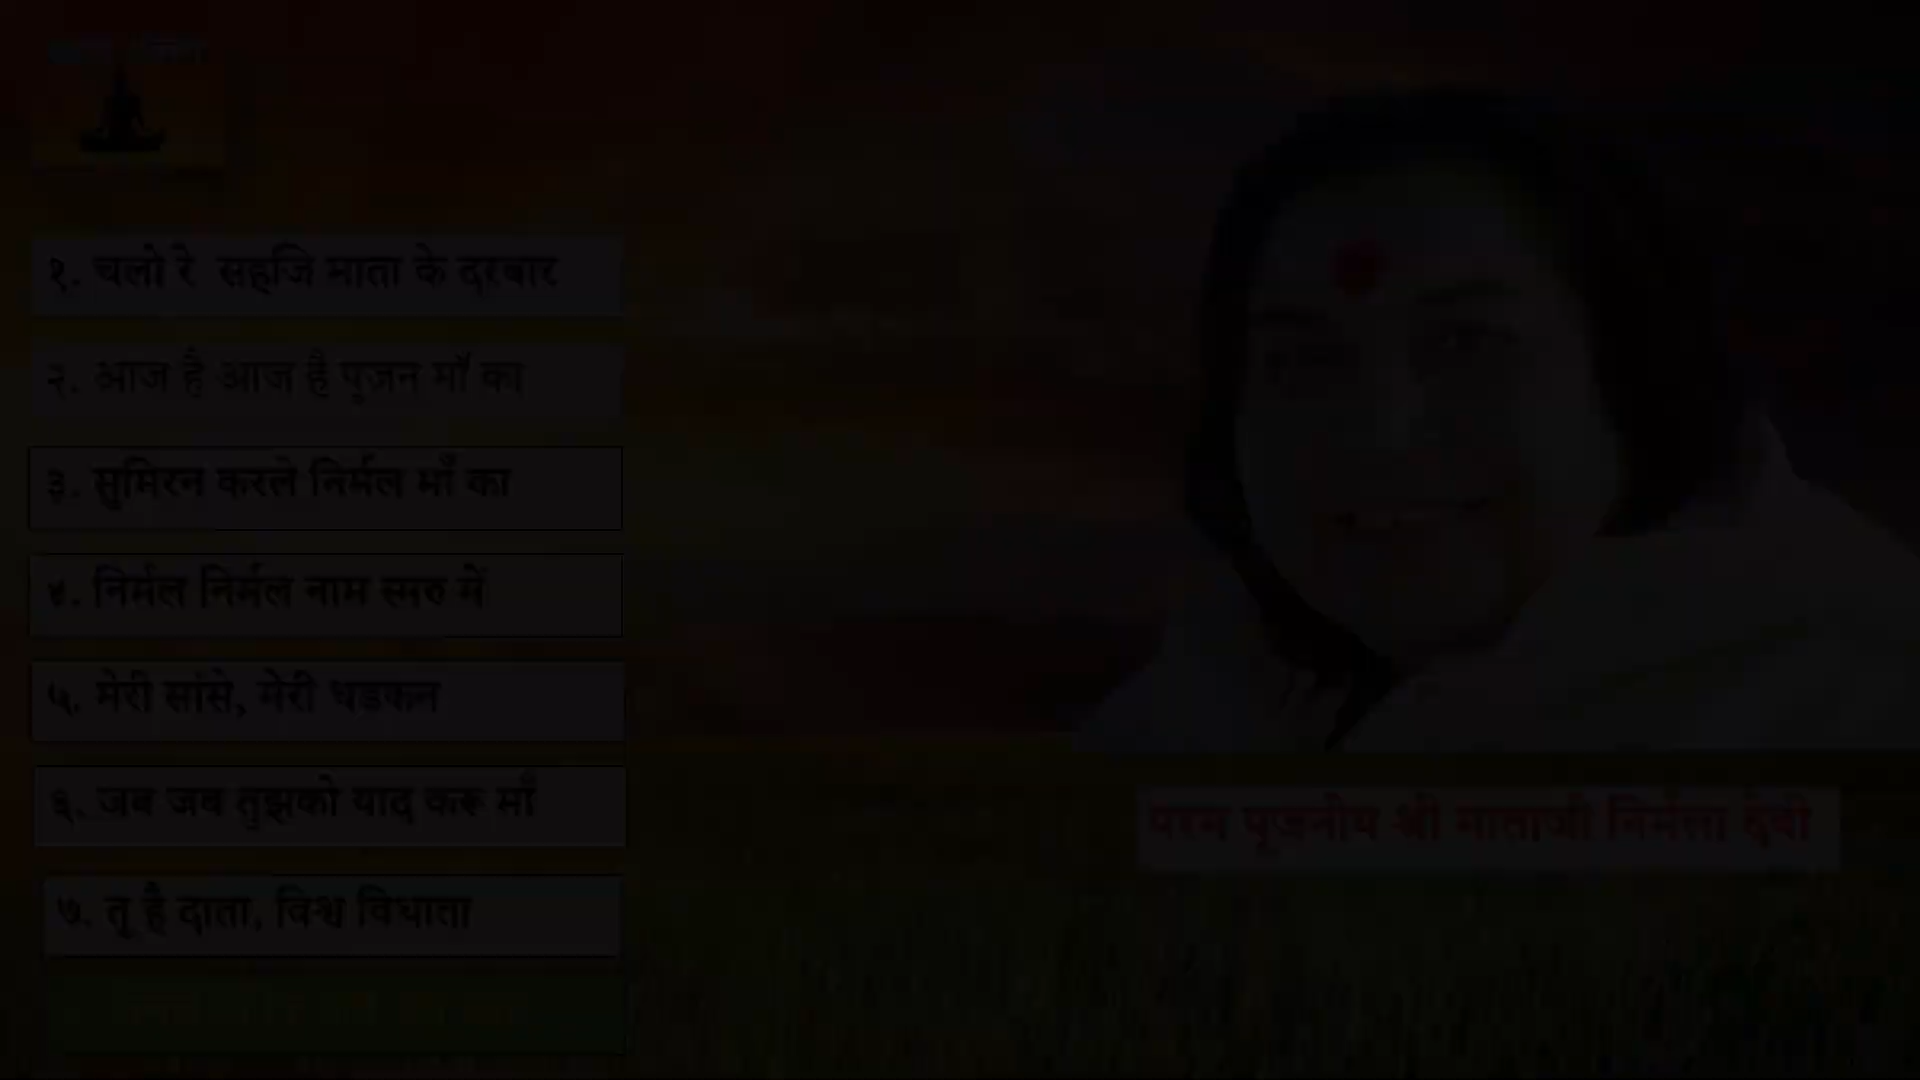 १. चलो रे सहजि माता के दरबार
२. आज है आज है पुजन माँ का
३. सुमिरन करले निर्मल माँ का
४. निर्मल निर्मल नाम स्मरु में
५. मेरी सांसे, मेरी धडकन
६. जब जब तुझको याद करू माँ
७. तू है दाता, विश्व विधाता
परम पूजनीय श्री माताजी निर्मला देवी